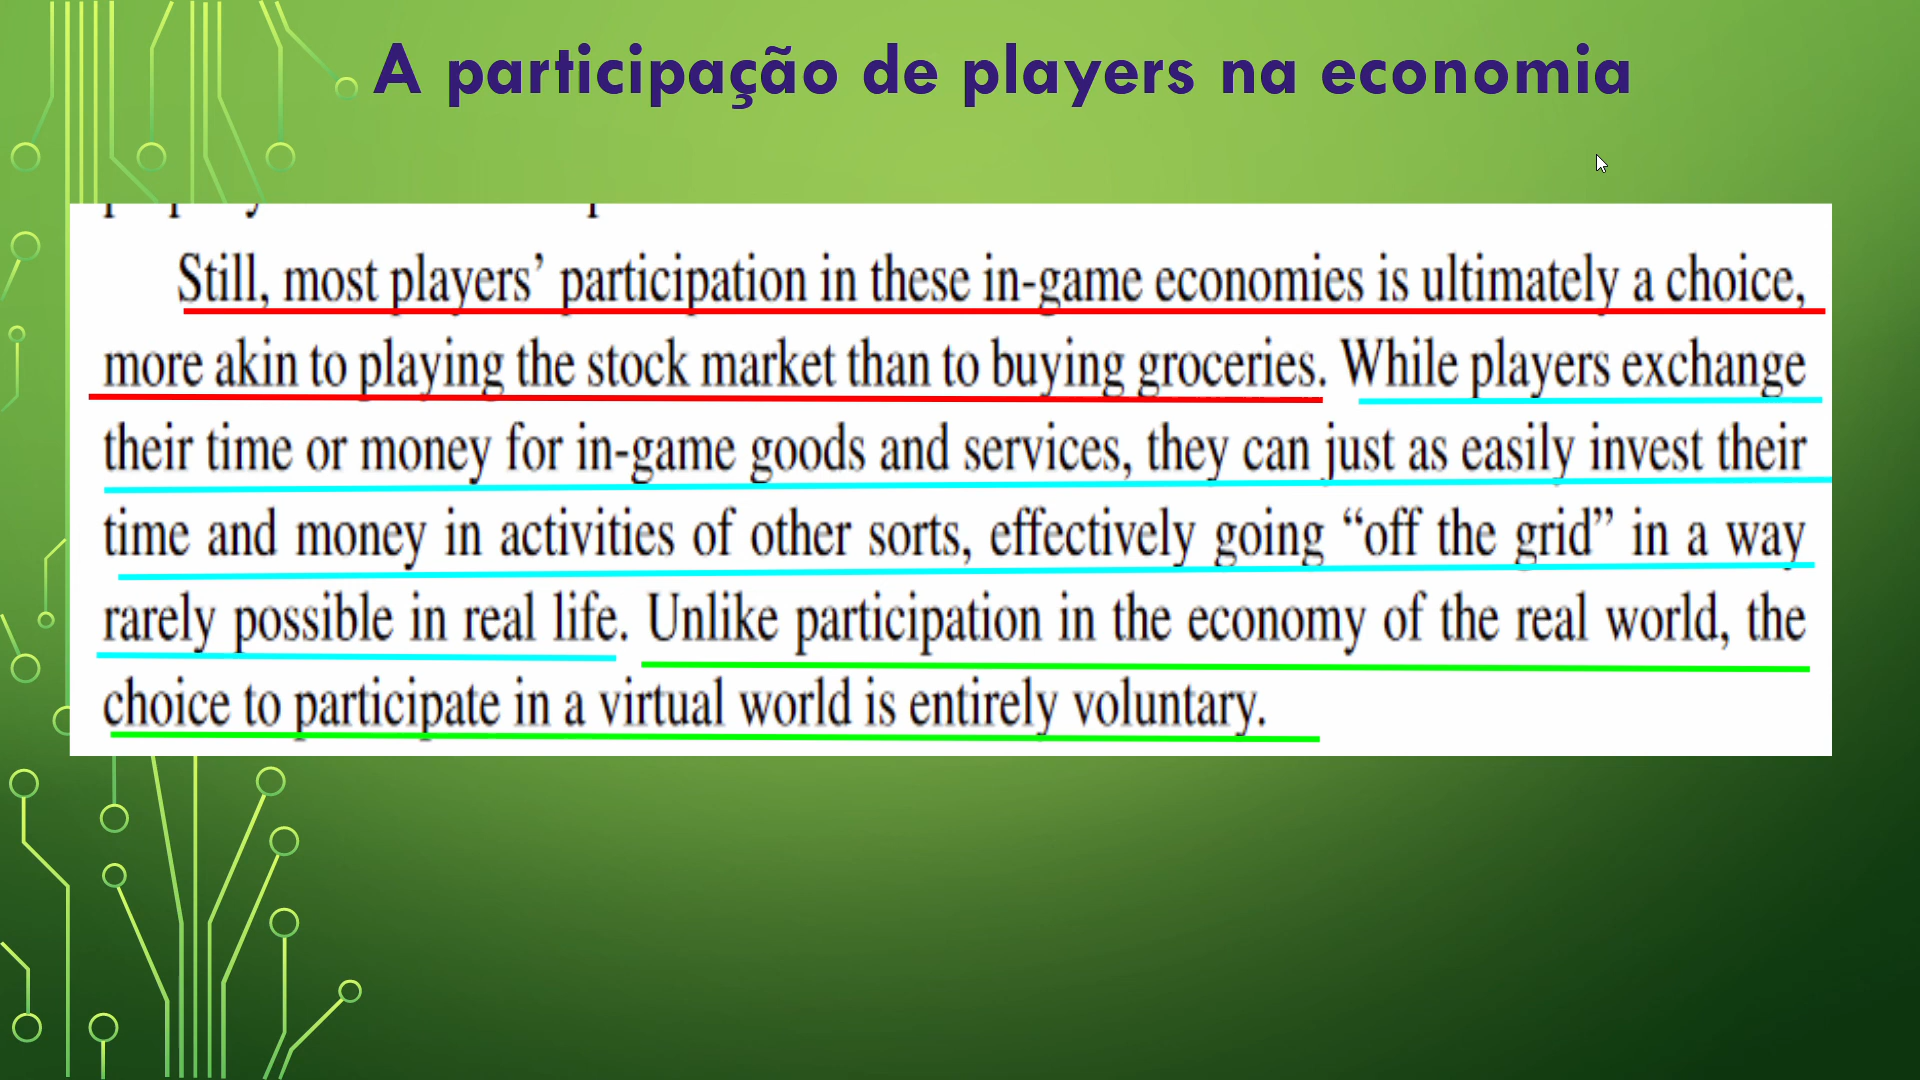 A participação de players na economia
Still, most players’ participation in these in-game economies is ultimately a choice,
more akin to playing the stock market than to buying groceries. While players exchange
their time or money for in-game goods and services, they can just as easily invest their
time and money in activities of other sorts, effectively going “off the grid” in a way
rarely possible in real life. Unlike participation in the economy of the real world, the
choice to participate in a virtual world is entirely voluntary.